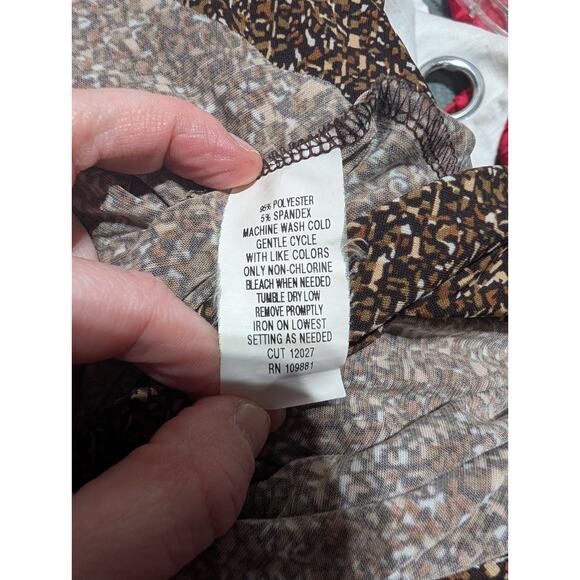 95% POLYESTER
5% SPANDEX
MACHINE WASH COLD
GENTLE CYCLE
WITH LIKE COLORS
ONLY NON-CHLORINE
BLEACH WHEN NEEDED
TUMBLE DRY LOW
REMOVE PROMPTLY
IRON ON LOWEST
SETTING AS NEEDED
CUT 12027
RN 109881